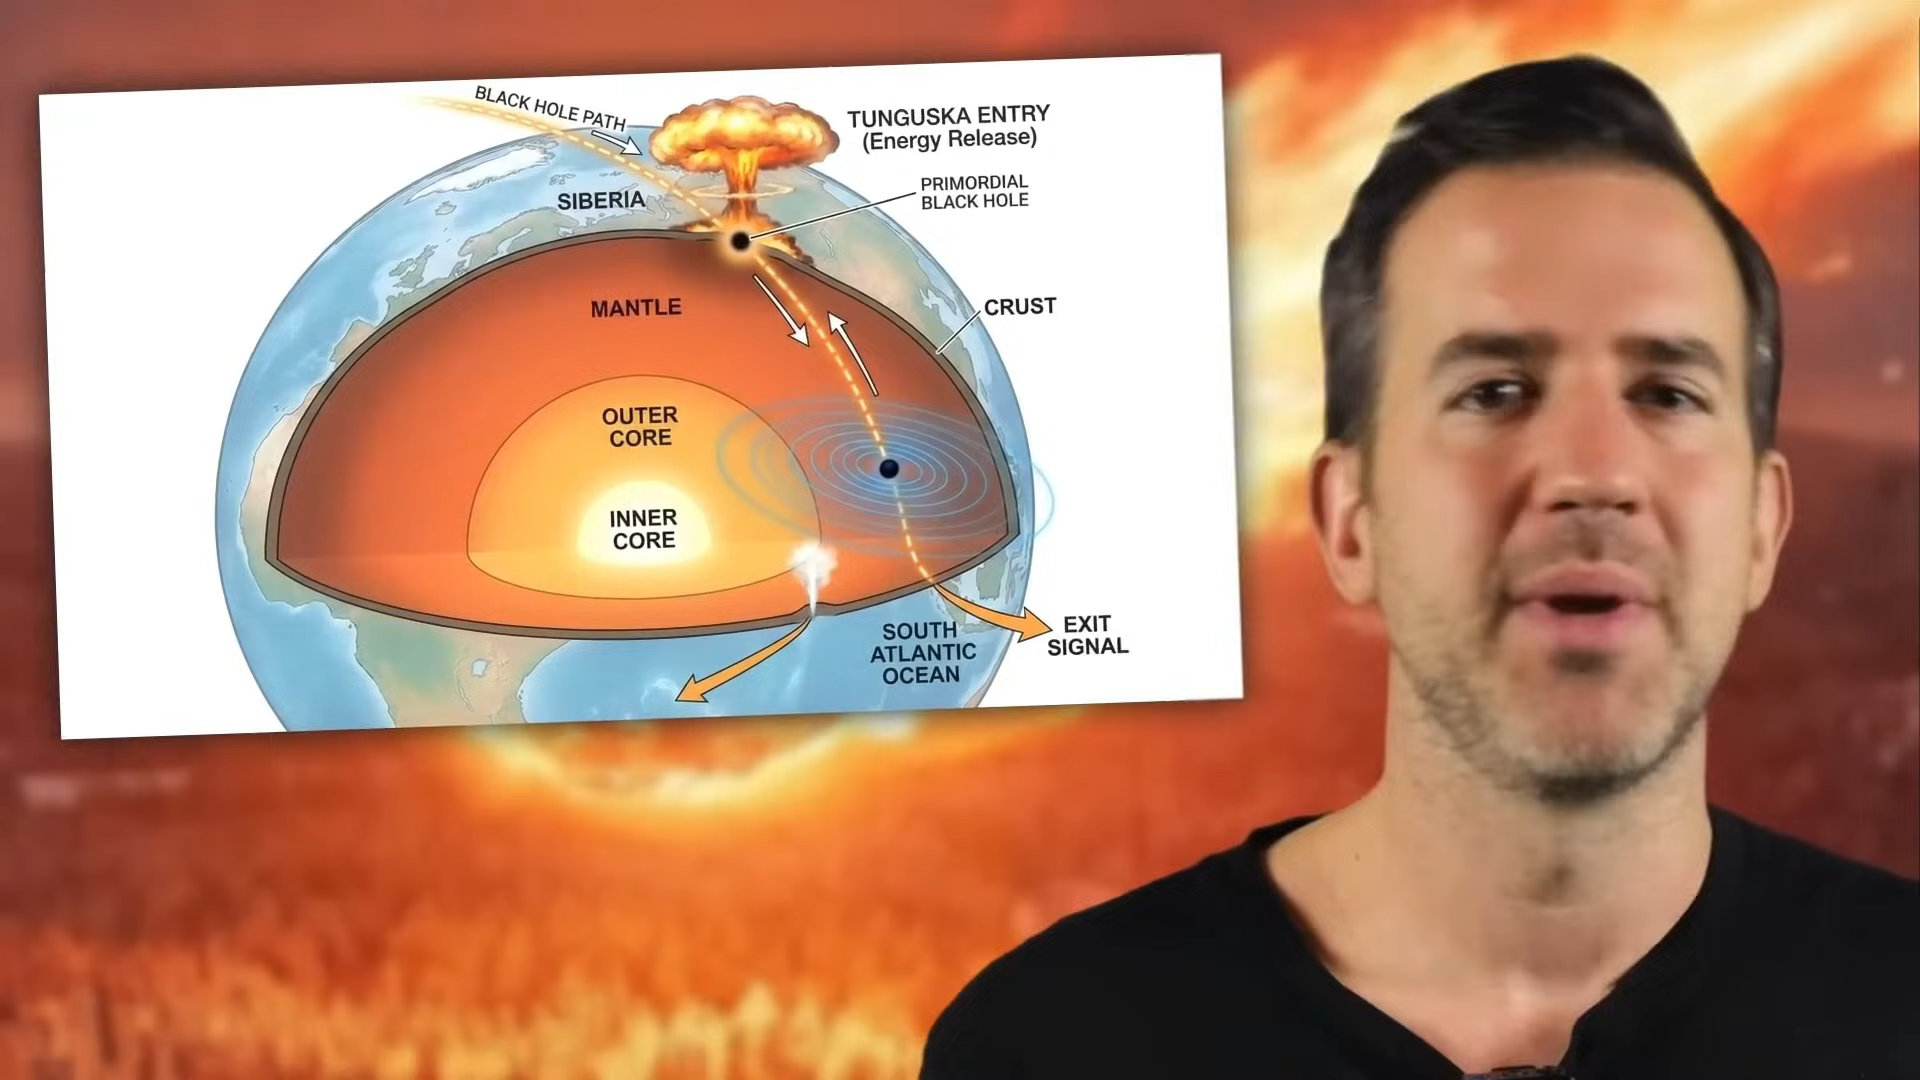 BLACK HOLE PATH
TUNGUSKA ENTRY
(Energy Release)
PRIMORDIAL
BLACK HOLE
SIBERIA
MANTLE
CRUST
OUTER
CORE
INNER
CORE
SOUTH
ATLANTIC
OCEAN
EXIT
SIGNAL